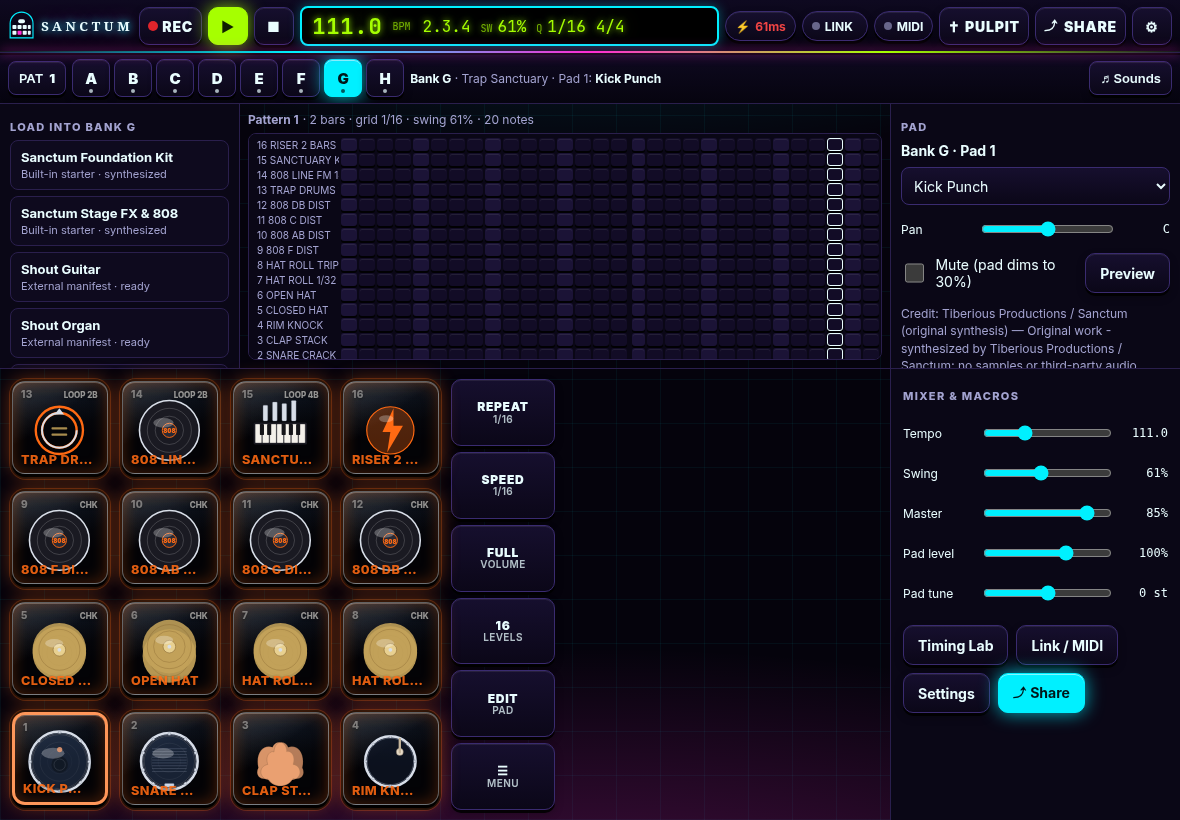 SANCTUM
REC
111.0 BPM 2.3.4 SW 61% Q 1/16 4/4
⚡ 61ms
LINK
MIDI
✝ PULPIT
⤴ SHARE
PAT 1
A
B
C
D
E
F
G
H
Bank G · Trap Sanctuary · Pad 1: Kick Punch
♬ Sounds
LOAD INTO BANK G
Sanctum Foundation Kit
Built-in starter · synthesized
Sanctum Stage FX & 808
Built-in starter · synthesized
Shout Guitar
External manifest · ready
Shout Organ
External manifest · ready
Pattern 1 · 2 bars · grid 1/16 · swing 61% · 20 notes
16 RISER 2 BARS
15 SANCTUARY K
14 808 LINE FM 1
13 TRAP DRUMS
12 808 DB DIST
11 808 C DIST
10 808 AB DIST
9 808 F DIST
8 HAT ROLL TRIP
7 HAT ROLL 1/32
6 OPEN HAT
5 CLOSED HAT
4 RIM KNOCK
3 CLAP STACK
2 SNARE CRACK
PAD
Bank G · Pad 1
Kick Punch
Pan C
Mute (pad dims to 30%)
Preview
Credit: Tiberious Productions / Sanctum
(original synthesis) — Original work -
synthesized by Tiberious Productions /
Sanctum; no samples or third-party audio
13 LOOP 2B
TRAP DR...
14 LOOP 2B
808
808 LIN...
15 LOOP 4B
SANCTU...
16
RISER 2 ...
REPEAT
1/16
SPEED
1/16
9 CHK
808
808 F DI...
10 CHK
808
808 AB ...
11 CHK
808
808 C DI...
12 CHK
808
808 DB ...
FULL
VOLUME
16
LEVELS
5 CHK
CLOSED ...
6 CHK
OPEN HAT
7 CHK
HAT ROL...
8 CHK
HAT ROL...
EDIT
PAD
1
KICK P...
2
SNARE ...
3
CLAP ST...
4
RIM KN...
☰
MENU
MIXER & MACROS
Tempo 111.0
Swing 61%
Master 85%
Pad level 100%
Pad tune 0 st
Timing Lab
Link / MIDI
Settings
⤴ Share